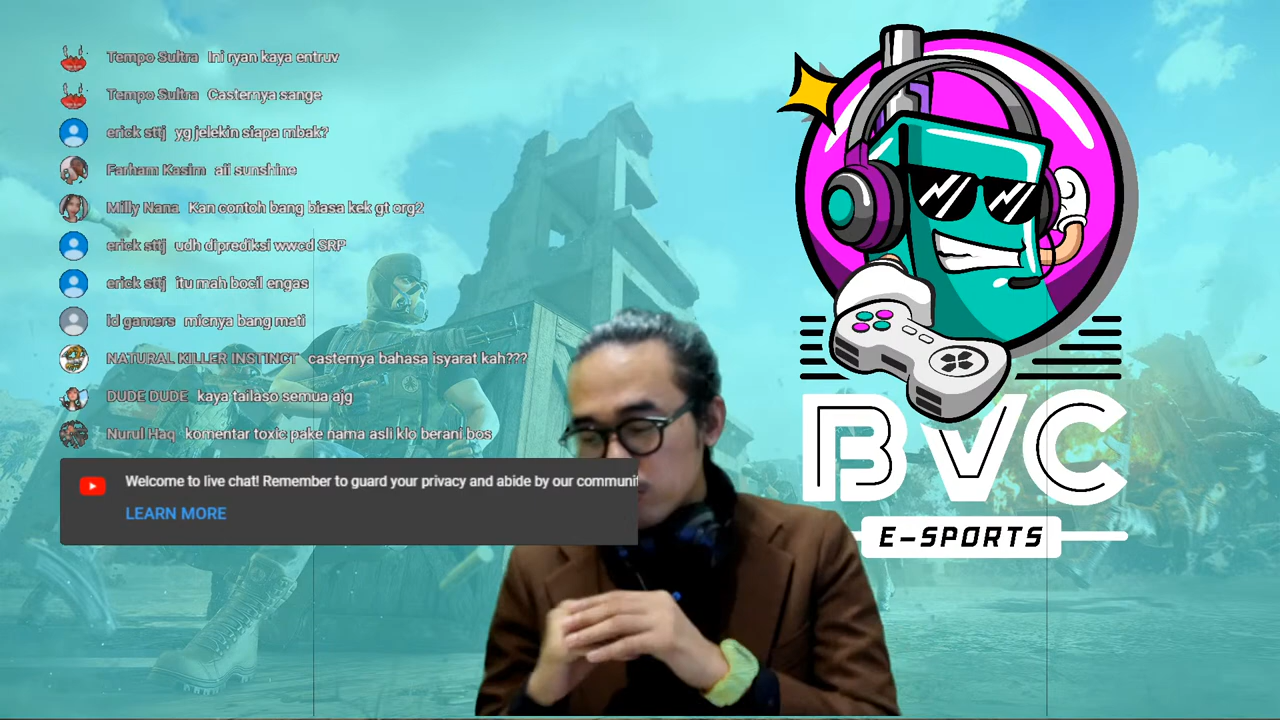 Tempo Sultra Ini ryan kaya entruv
Tempo Sultra Casternya sange
erick sttj yg jelekin siapa mbak?
Farham Kasim aii sunshine
Milly Nana Kan contoh bang biasa kek gt org2
erick sttj udh diprediksi wwcd SRP
erick sttj itu mah bocil engas
ld gamers micnya bang mati
NATURAL KILLER INSTINCT casternya bahasa isyarat kah???
DUDE DUDE kaya tailaso semua ajg
Nurul Haq komentar toxic pake nama asli klo berani bos
Welcome to live chat! Remember to guard your privacy and abide by our communi
LEARN MORE
BVC
E-SPORTS